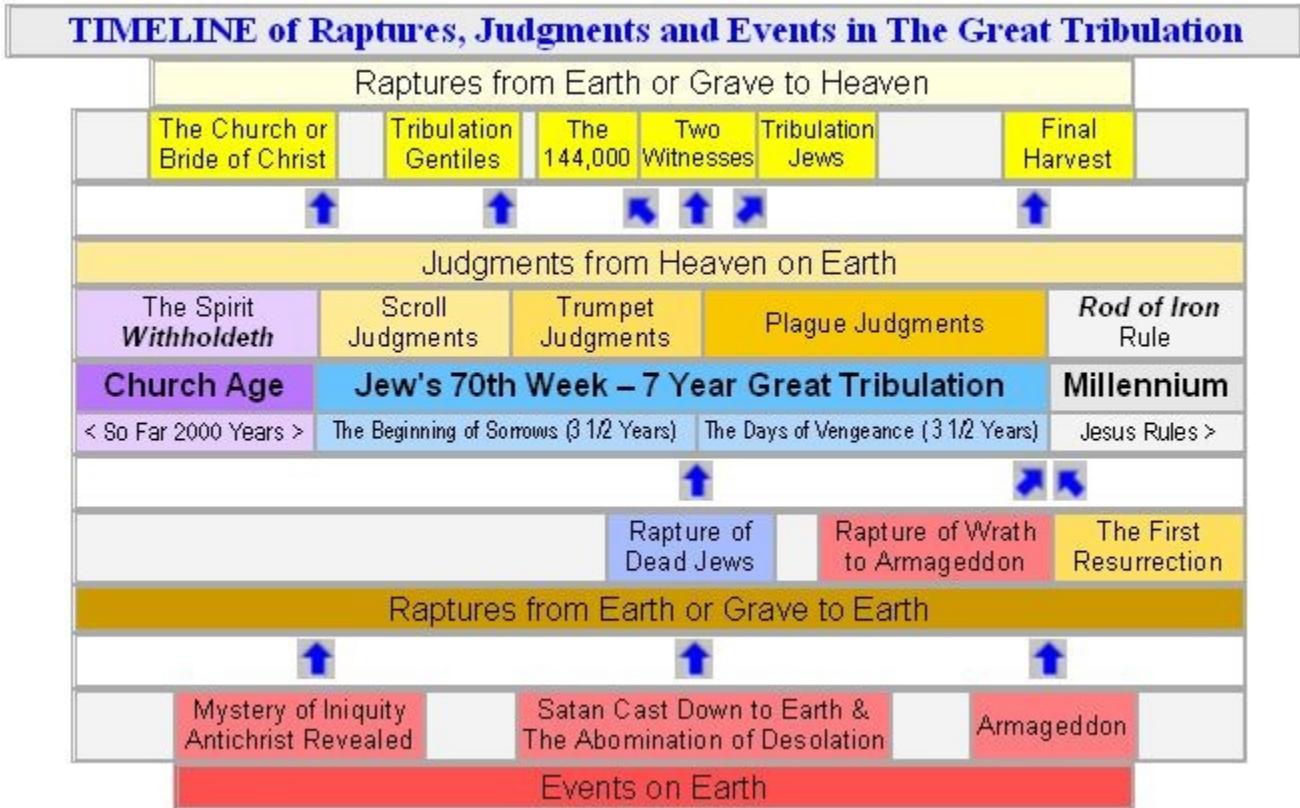 TIMELINE of Raptures, Judgments and Events in The Great Tribulation
Raptures from Earth or Grave to Heaven
The Church or
Bride of Christ
Tribulation
Gentiles
The
144,000
Two
Witnesses
Tribulation
Jews
Final
Harvest
Judgments from Heaven on Earth
The Spirit
Withholdeth
Scroll
Judgments
Trumpet
Judgments
Plague Judgments
Rod of Iron
Rule
Church Age
Jew's 70th Week – 7 Year Great Tribulation
Millennium
< So Far 2000 Years >
The Beginning of Sorrows (3 1/2 Years)
The Days of Vengeance ( 3 1/2 Years)
Jesus Rules >
Rapture of
Dead Jews
Rapture of Wrath
to Armageddon
The First
Resurrection
Raptures from Earth or Grave to Earth
Mystery of Iniquity
Antichrist Revealed
Satan Cast Down to Earth &
The Abomination of Desolation
Armageddon
Events on Earth